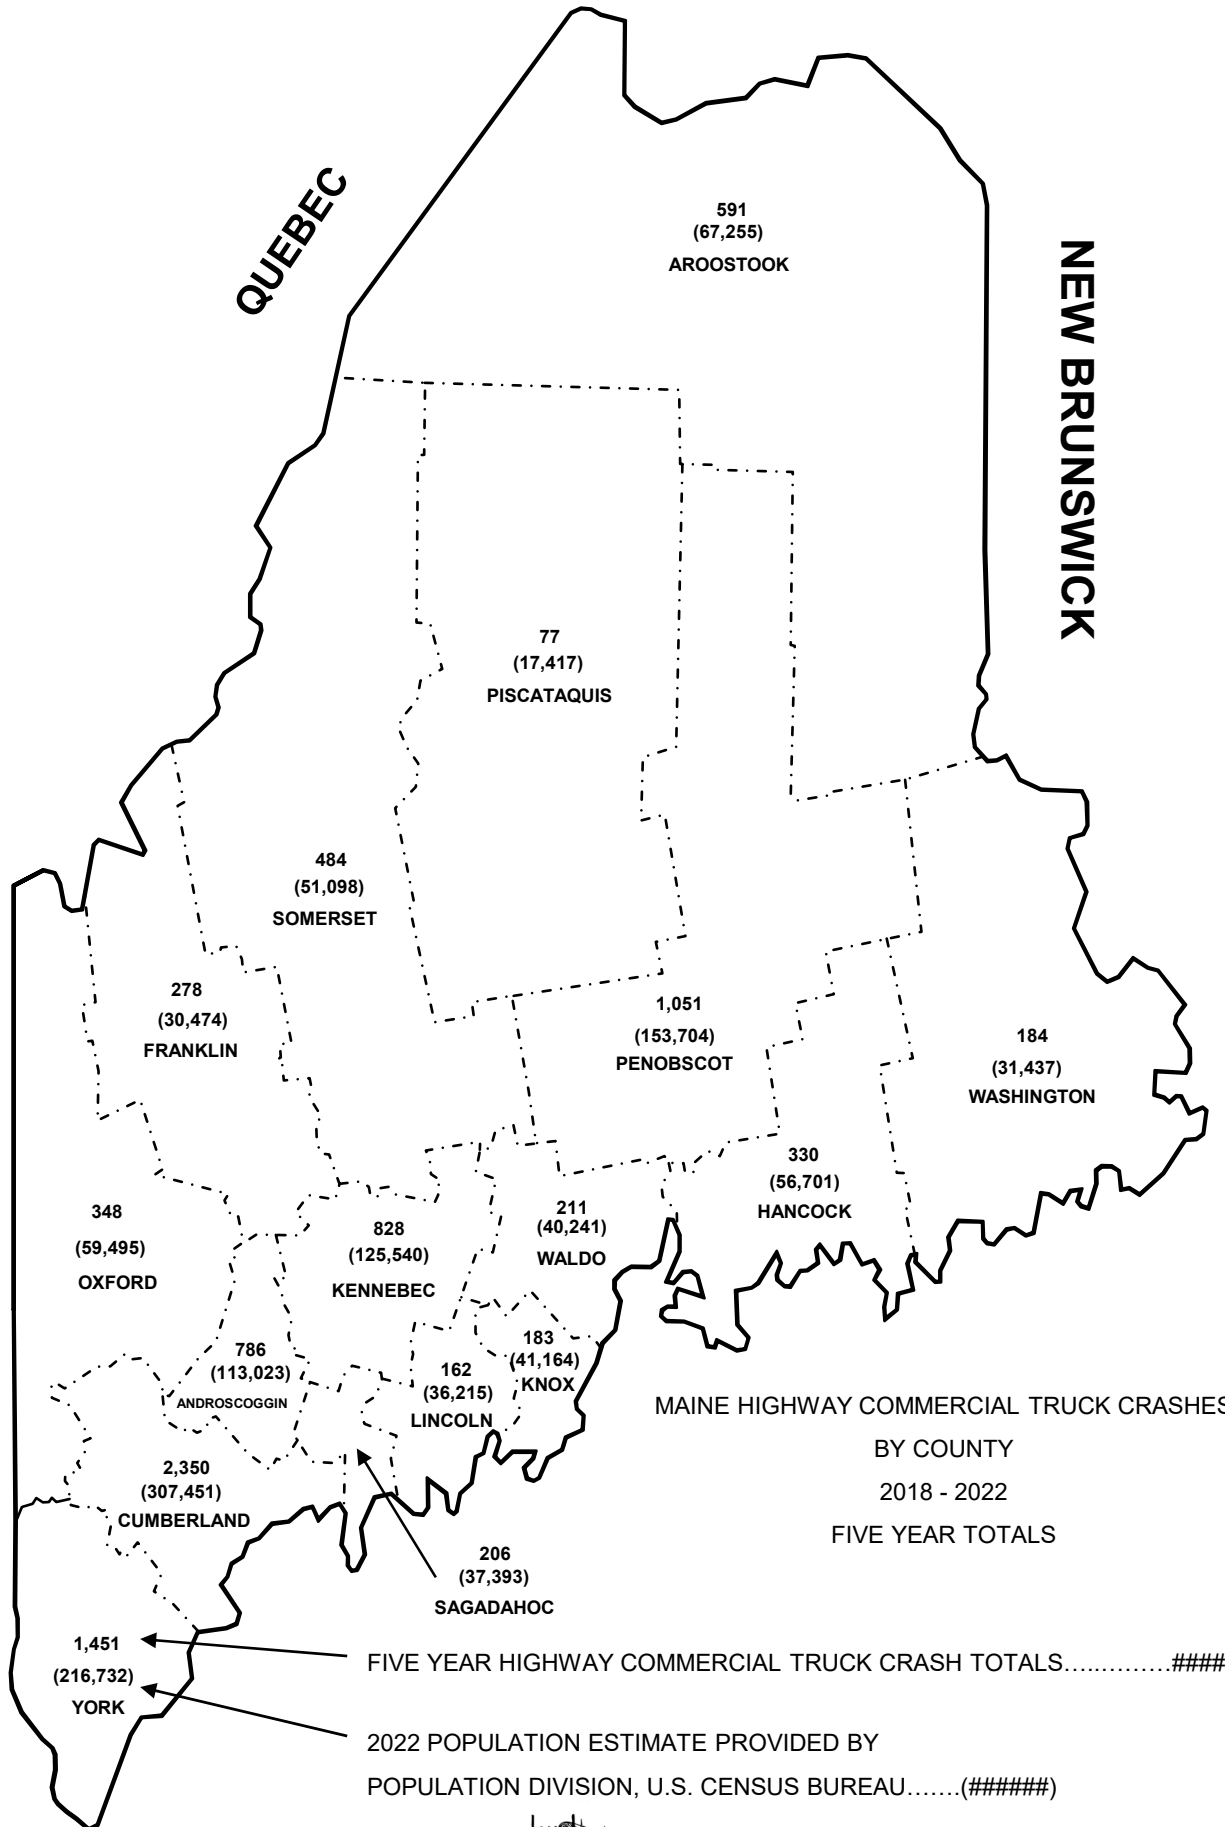 QUEBEC
NEW BRUNSWICK
591
(67,255)
AROOSTOOK
77
(17,417)
PISCATAQUIS
484
(51,098)
SOMERSET
278
(30,474)
FRANKLIN
1,051
(153,704)
PENOBSCOT
184
(31,437)
WASHINGTON
330
(56,701)
HANCOCK
348
(59,495)
OXFORD
828
(125,540)
KENNEBEC
211
(40,241)
WALDO
786
(113,023)
ANDROSCOGGIN
162
(36,215)
LINCOLN
183
(41,164)
KNOX
MAINE HIGHWAY COMMERCIAL TRUCK CRASHES
BY COUNTY
2018 - 2022
FIVE YEAR TOTALS
2,350
(307,451)
CUMBERLAND
206
(37,393)
SAGADAHOC
1,451
(216,732)
YORK
FIVE YEAR HIGHWAY COMMERCIAL TRUCK CRASH TOTALS…..………####
2022 POPULATION ESTIMATE PROVIDED BY
POPULATION DIVISION, U.S. CENSUS BUREAU…….(######)